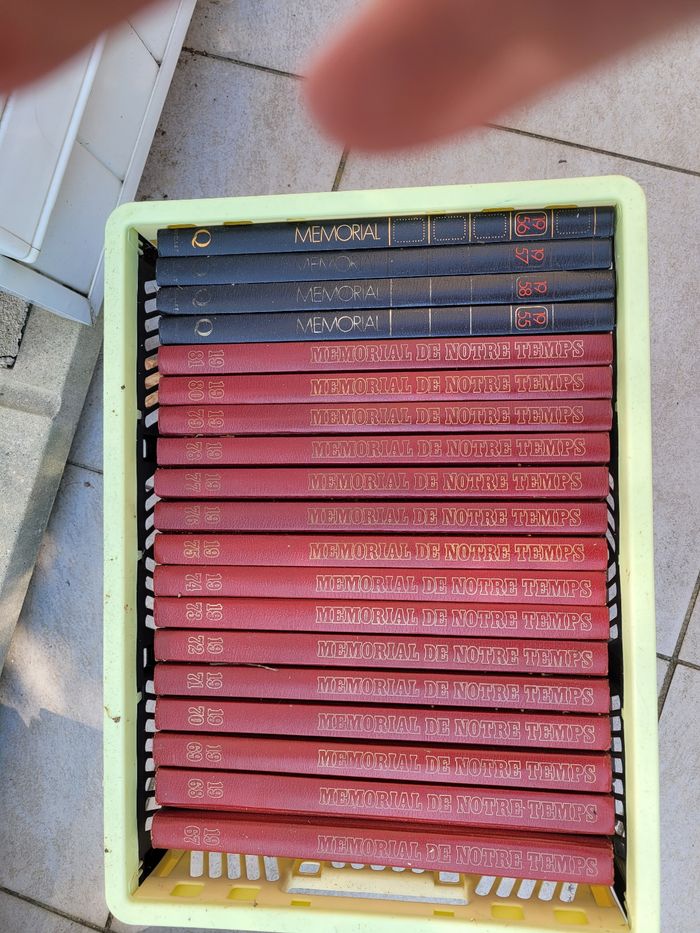 MEMORIAL 19 56
MEMORIAL 19 57
MEMORIAL 19 58
MEMORIAL 19 55
19 81 MEMORIAL DE NOTRE TEMPS
19 80 MEMORIAL DE NOTRE TEMPS
19 79 MEMORIAL DE NOTRE TEMPS
19 78 MEMORIAL DE NOTRE TEMPS
19 77 MEMORIAL DE NOTRE TEMPS
19 76 MEMORIAL DE NOTRE TEMPS
19 75 MEMORIAL DE NOTRE TEMPS
19 74 MEMORIAL DE NOTRE TEMPS
19 73 MEMORIAL DE NOTRE TEMPS
19 72 MEMORIAL DE NOTRE TEMPS
19 71 MEMORIAL DE NOTRE TEMPS
19 70 MEMORIAL DE NOTRE TEMPS
19 69 MEMORIAL DE NOTRE TEMPS
19 68 MEMORIAL DE NOTRE TEMPS
19 67 MEMORIAL DE NOTRE TEMPS